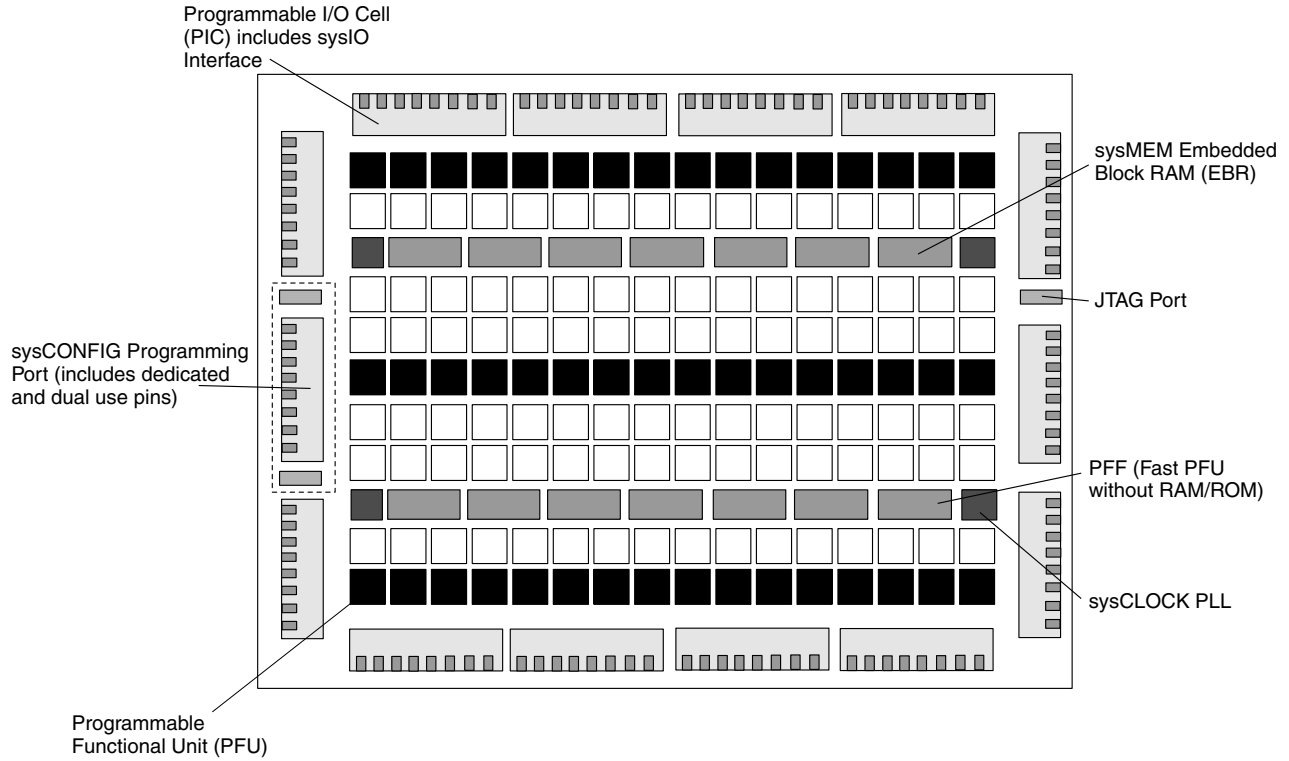 Programmable I/O Cell
(PIC) includes sysIO
Interface
sysMEM Embedded
Block RAM (EBR)
JTAG Port
sysCONFIG Programming
Port (includes dedicated
and dual use pins)
PFF (Fast PFU
without RAM/ROM)
sysCLOCK PLL
Programmable
Functional Unit (PFU)